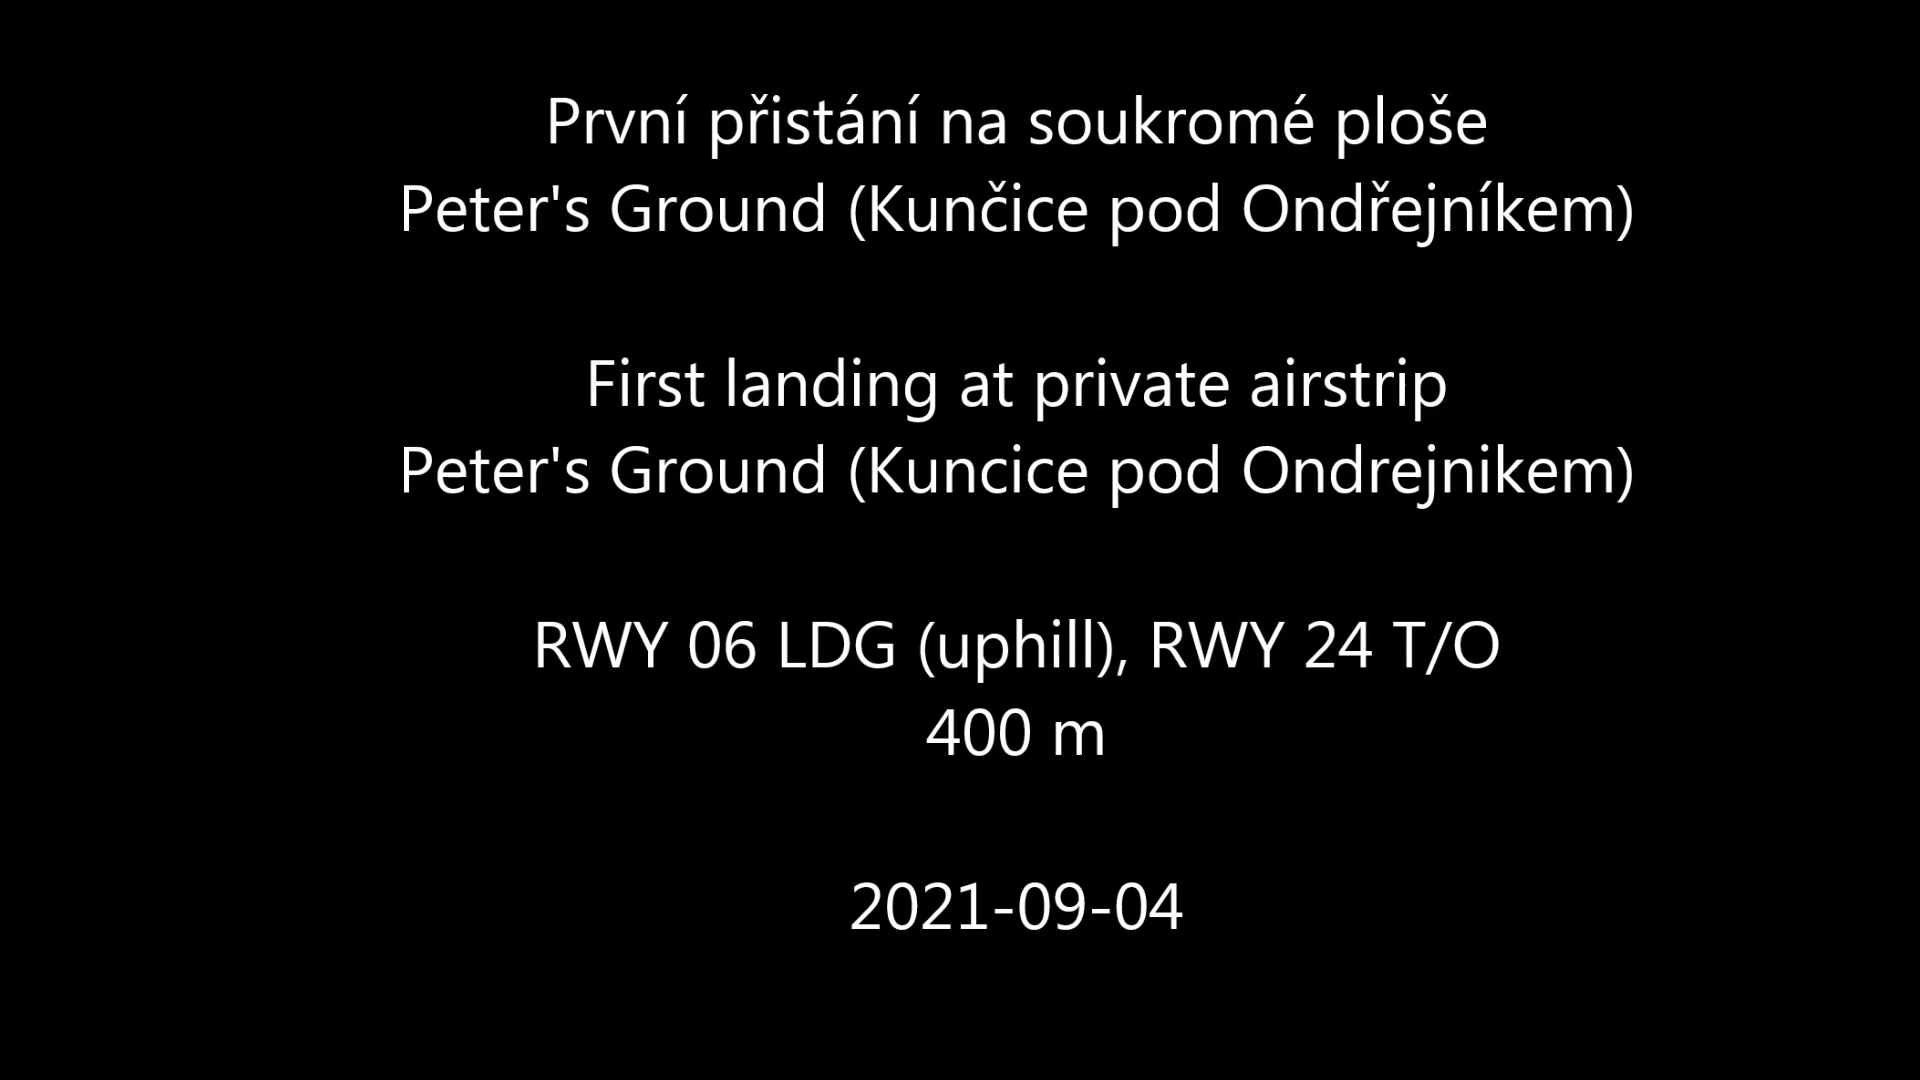 První přistání na soukromé ploše
Peter's Ground (Kunčice pod Ondřejníkem)
First landing at private airstrip
Peter's Ground (Kuncice pod Ondrejnikem)
RWY 06 LDG (uphill), RWY 24 T/O
400 m
2021-09-04